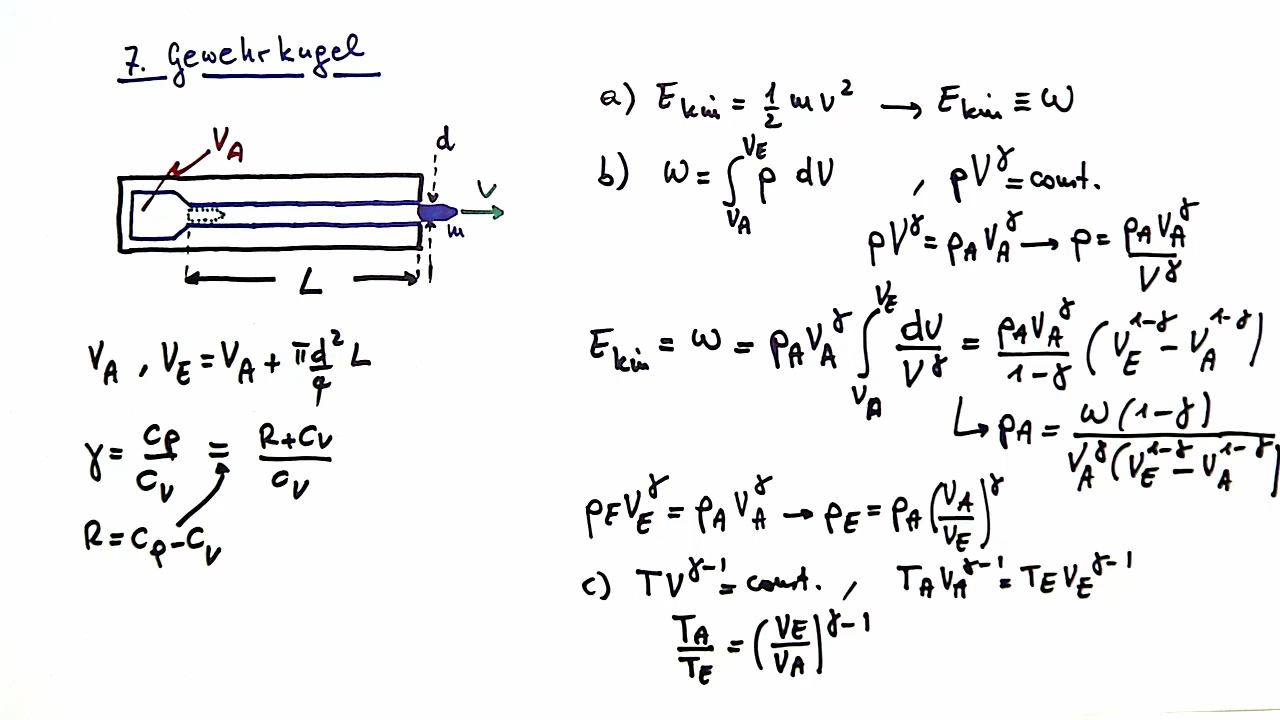 7. Gewehrkugel
V_A
d
v
m
L
V_A , V_E = V_A + πd²/4 L
γ = C_p/C_V = (R+C_V)/C_V
R = C_p - C_V
a) E_kin = 1/2 m v² → E_kin ≡ W
b) W = ∫_{V_A}^{V_E} p dV , pV^γ = const.
pV^γ = p_A V_A^γ → p = p_A V_A^γ / V^γ
E_kin = W = p_A V_A^γ ∫_{V_A}^{V_E} dV/V^γ = p_A V_A^γ/(1-γ) (V_E^{1-γ} - V_A^{1-γ})
↳ p_A = W(1-γ) / V_A^γ (V_E^{1-γ} - V_A^{1-γ})
p_E V_E^γ = p_A V_A^γ → p_E = p_A (V_A/V_E)^γ
c) TV^{γ-1} = const. , T_A V_A^{γ-1} = T_E V_E^{γ-1}
T_A/T_E = (V_E/V_A)^{γ-1}